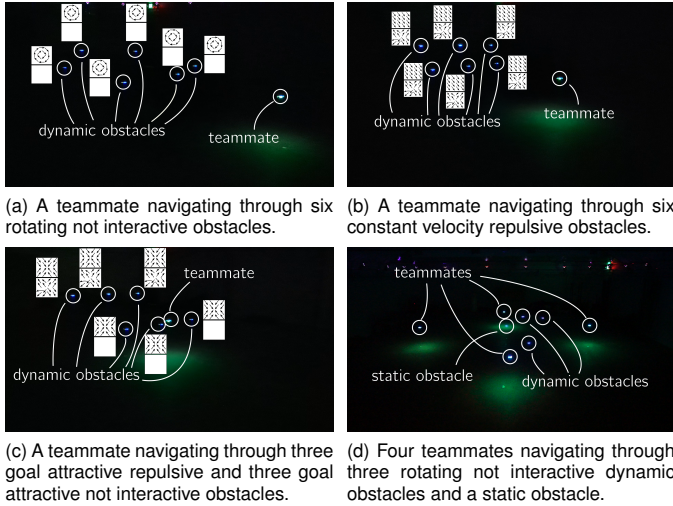 dynamic obstacles
teammate
dynamic obstacles
teammate
(a) A teammate navigating through six
rotating not interactive obstacles.
(b) A teammate navigating through six
constant velocity repulsive obstacles.
teammate
dynamic obstacles
teammates
static obstacle
dynamic obstacles
(c) A teammate navigating through three
goal attractive repulsive and three goal
attractive not interactive obstacles.
(d) Four teammates navigating through
three rotating not interactive dynamic
obstacles and a static obstacle.